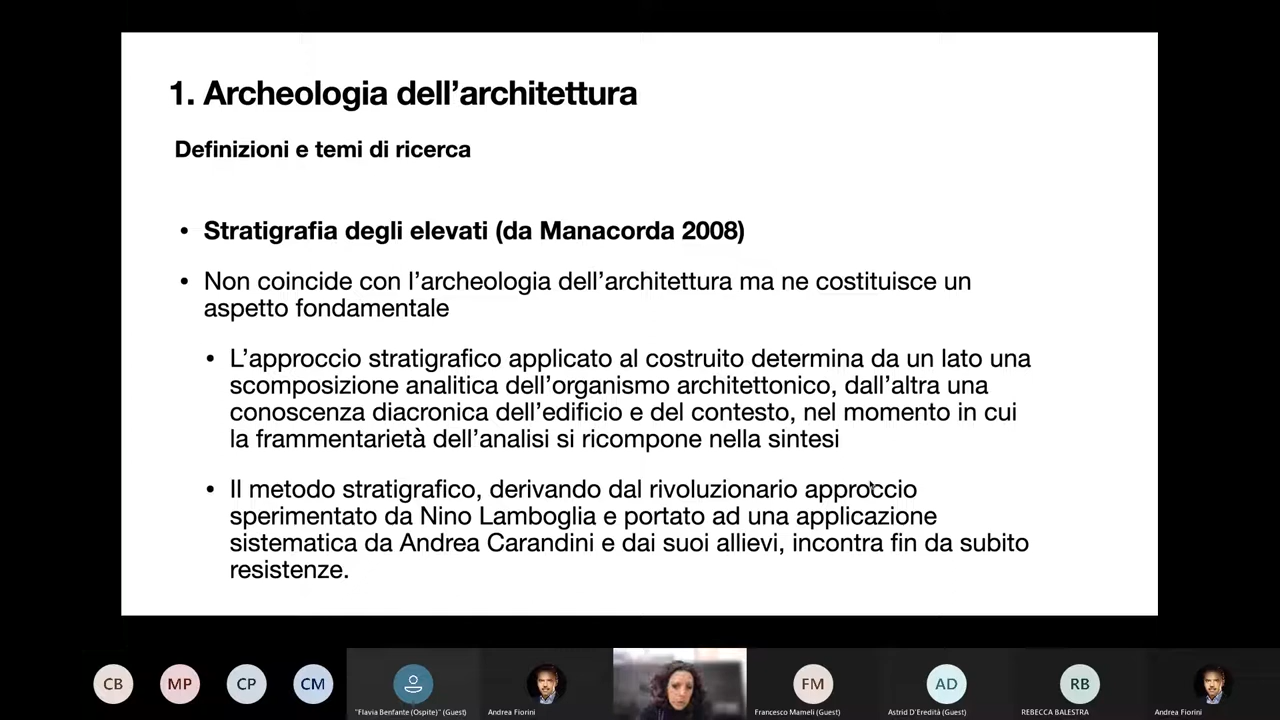 1. Archeologia dell’architettura
Definizioni e temi di ricerca
• Stratigrafia degli elevati (da Manacorda 2008)
• Non coincide con l’archeologia dell’architettura ma ne costituisce un
aspetto fondamentale
• L’approccio stratigrafico applicato al costruito determina da un lato una
scomposizione analitica dell’organismo architettonico, dall’altra una
conoscenza diacronica dell’edificio e del contesto, nel momento in cui
la frammentarietà dell’analisi si ricompone nella sintesi
• Il metodo stratigrafico, derivando dal rivoluzionario approccio
sperimentato da Nino Lamboglia e portato ad una applicazione
sistematica da Andrea Carandini e dai suoi allievi, incontra fin da subito
resistenze.
CB MP CP CM FM AD RB
"Flavia Benfante (Ospite)" (Guest) Andrea Fiorini Francesco Mameli (Guest) Astrid D'Eredità (Guest) REBECCA BALESTRA Andrea Fiorini